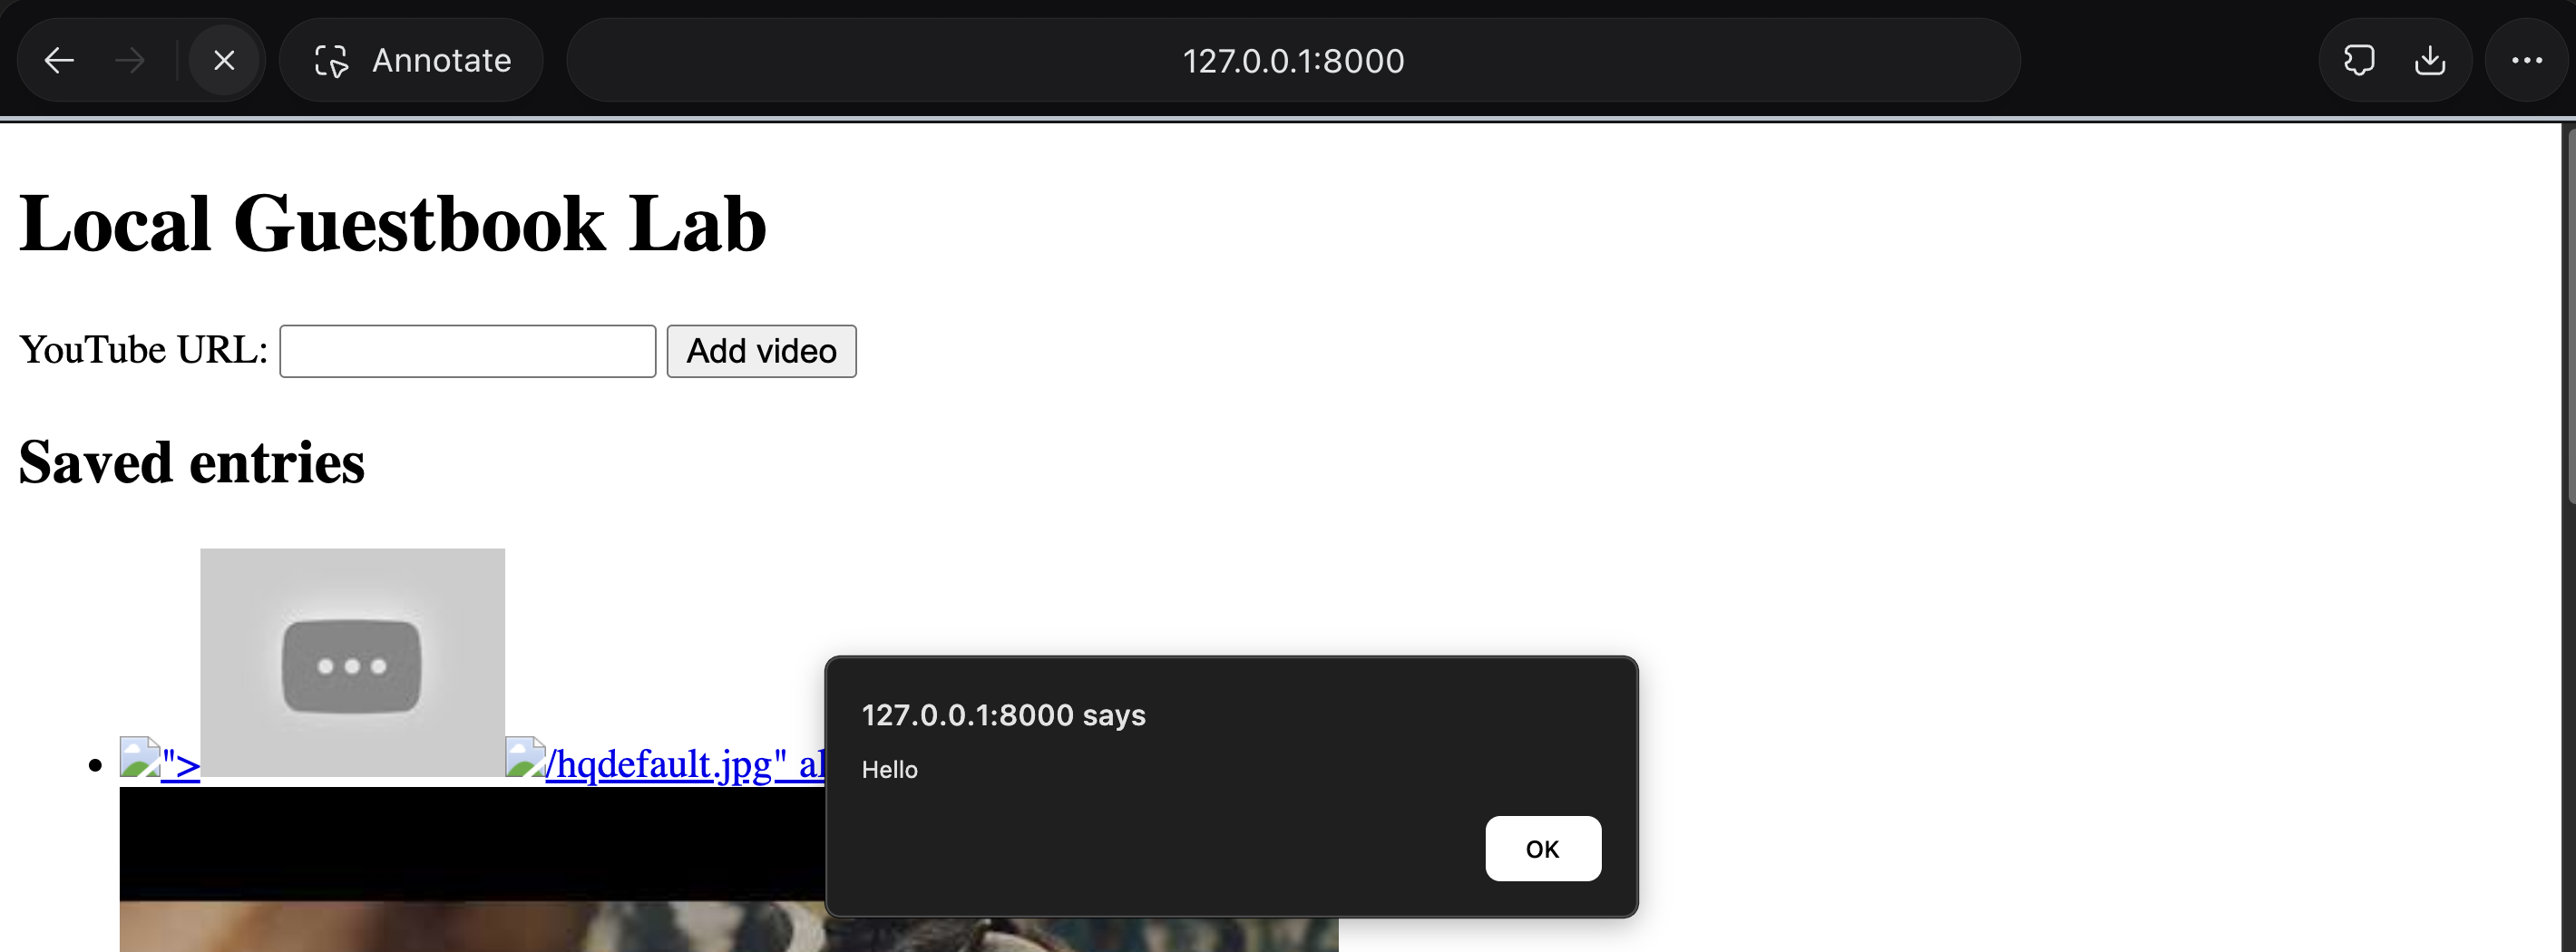 Annotate
127.0.0.1:8000
Local Guestbook Lab
YouTube URL: Add video
Saved entries
127.0.0.1:8000 says
Hello
OK
">/hqdefault.jpg" al